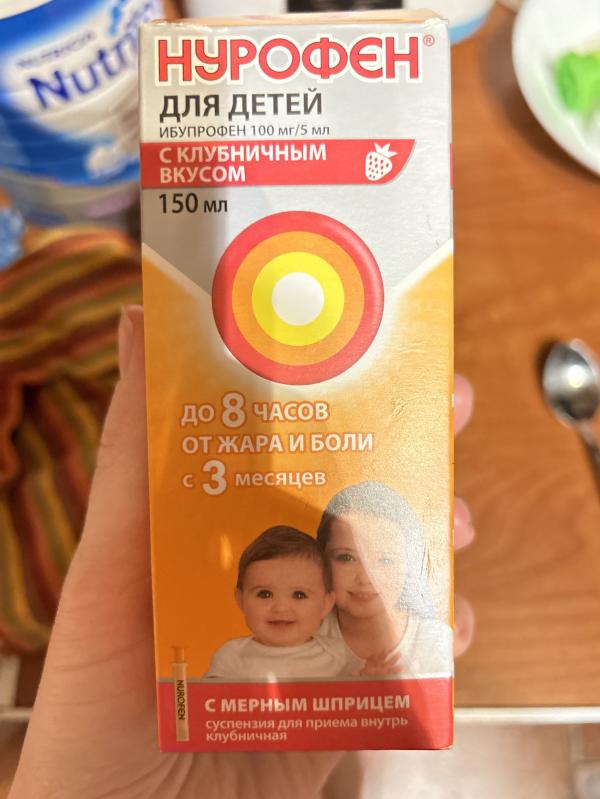 НУРОФЕН®
ДЛЯ ДЕТЕЙ
ИБУПРОФЕН 100 мг/5 мл
С КЛУБНИЧНЫМ
ВКУСОМ
150 мл
ДО 8 ЧАСОВ
ОТ ЖАРА И БОЛИ
с 3 месяцев
NUROFEN
С МЕРНЫМ ШПРИЦЕМ
суспензия для приема внутрь
клубничная